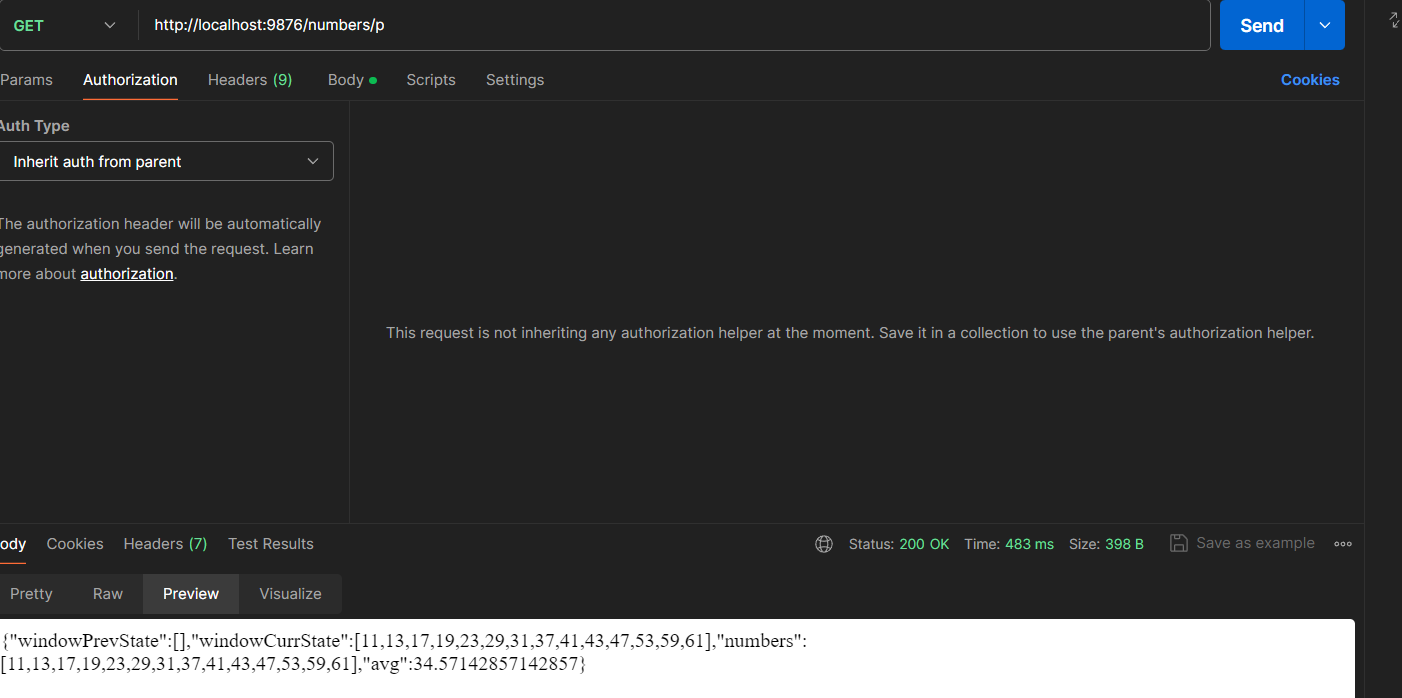 GET http://localhost:9876/numbers/p Send
Params Authorization Headers (9) Body Scripts Settings Cookies
Auth Type
Inherit auth from parent
The authorization header will be automatically
generated when you send the request. Learn
more about authorization.
This request is not inheriting any authorization helper at the moment. Save it in a collection to use the parent's authorization helper.
ody Cookies Headers (7) Test Results Status: 200 OK Time: 483 ms Size: 398 B Save as example
Pretty Raw Preview Visualize
{"windowPrevState":[],"windowCurrState":[11,13,17,19,23,29,31,37,41,43,47,53,59,61],"numbers":
[11,13,17,19,23,29,31,37,41,43,47,53,59,61],"avg":34.57142857142857}